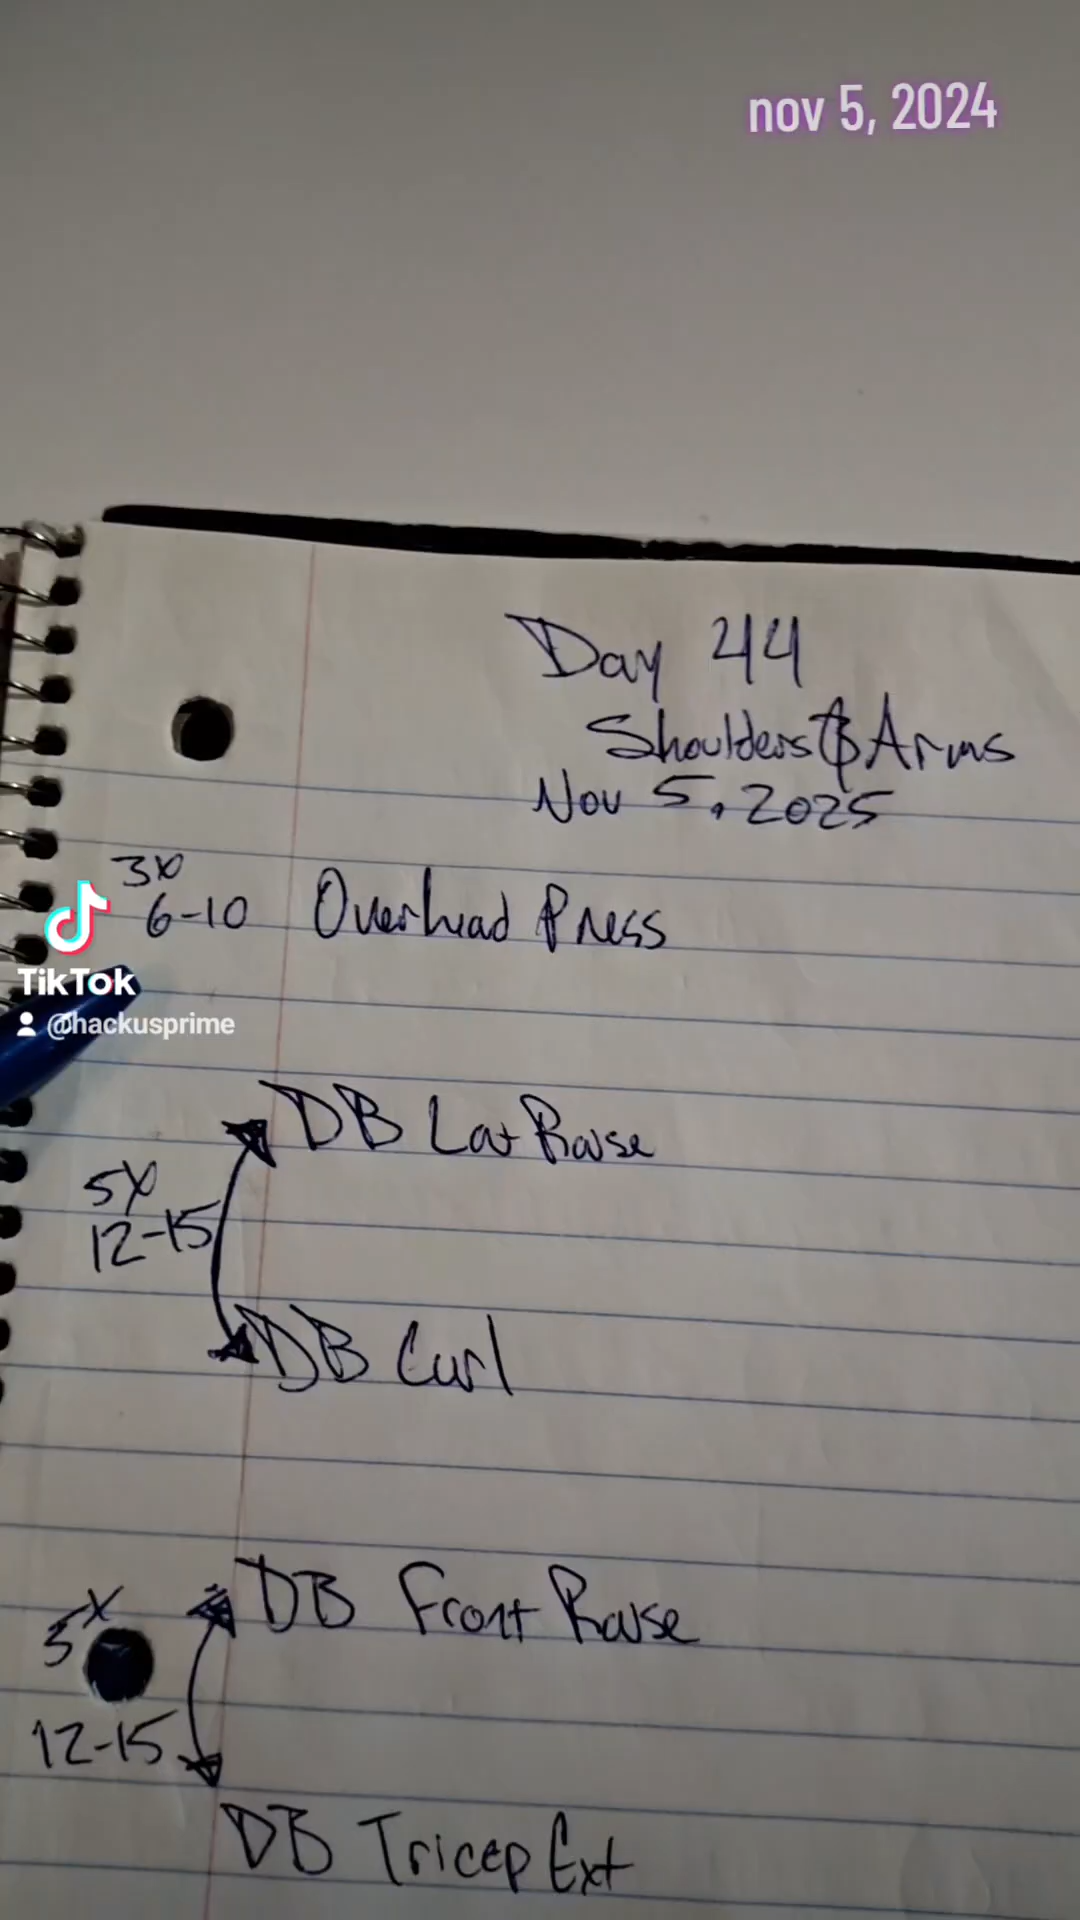 nov 5, 2024
Day 44
Shoulders & Arms
Nov 5, 2025
3x
6-10 Overhead Press
TikTok
@hackusprime
DB Lat Raise
5x
12-15
DB Curl
DB Front Raise
5x
12-15
DB Tricep Ext